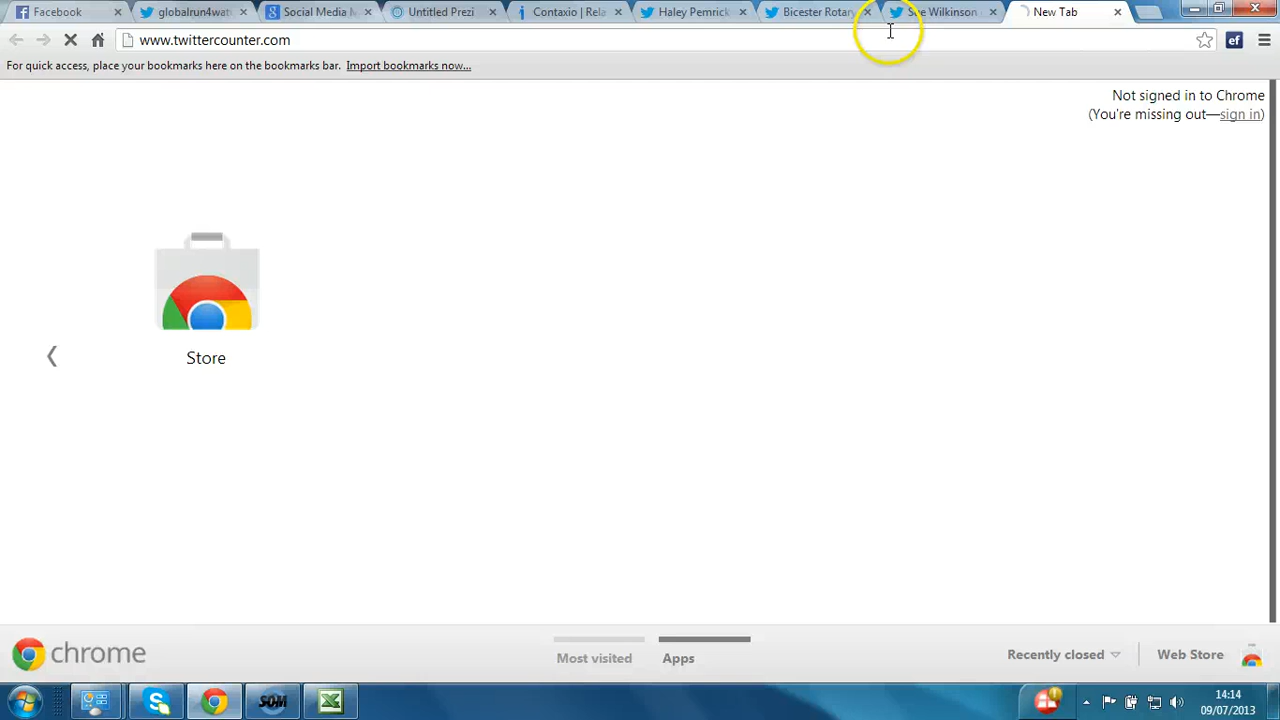 Facebook
globalrun4wat
Social Media M
Untitled Prezi
Contaxio | Rela
Haley Pemrick
Bicester Rotary
Sue Wilkinson
New Tab
www.twittercounter.com
ef
For quick access, place your bookmarks here on the bookmarks bar. Import bookmarks now...
Not signed in to Chrome
(You're missing out—sign in)
Store
chrome
Most visited
Apps
Recently closed
Web Store
SOM
14:14
09/07/2013